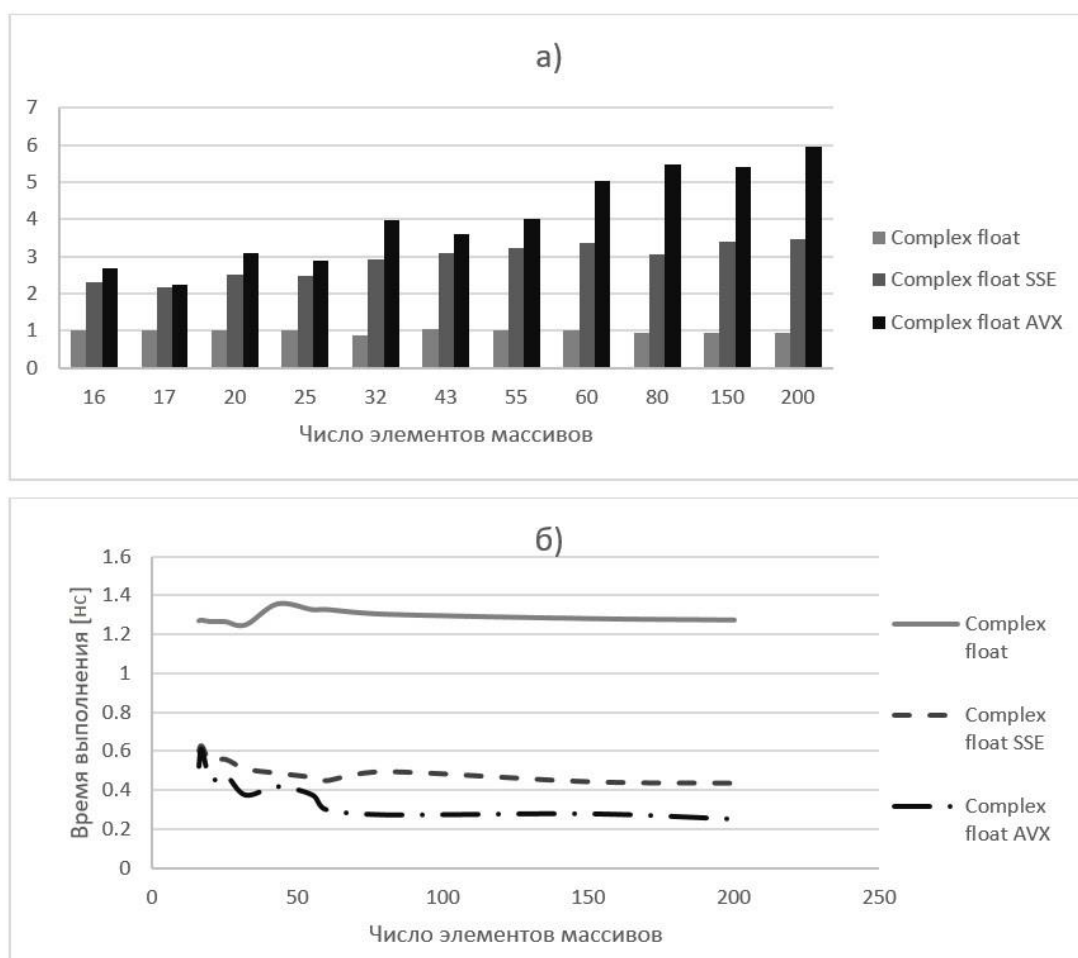 а)
7
6
5
4
3
2
1
0
16 17 20 25 32 43 55 60 80 150 200
Число элементов массивов
Complex float
Complex float SSE
Complex float AVX
б)
Время выполнения [нс]
1.6
1.4
1.2
1
0.8
0.6
0.4
0.2
0
0 50 100 150 200 250
Число элементов массивов
Complex
float
Complex
float SSE
Complex
float AVX